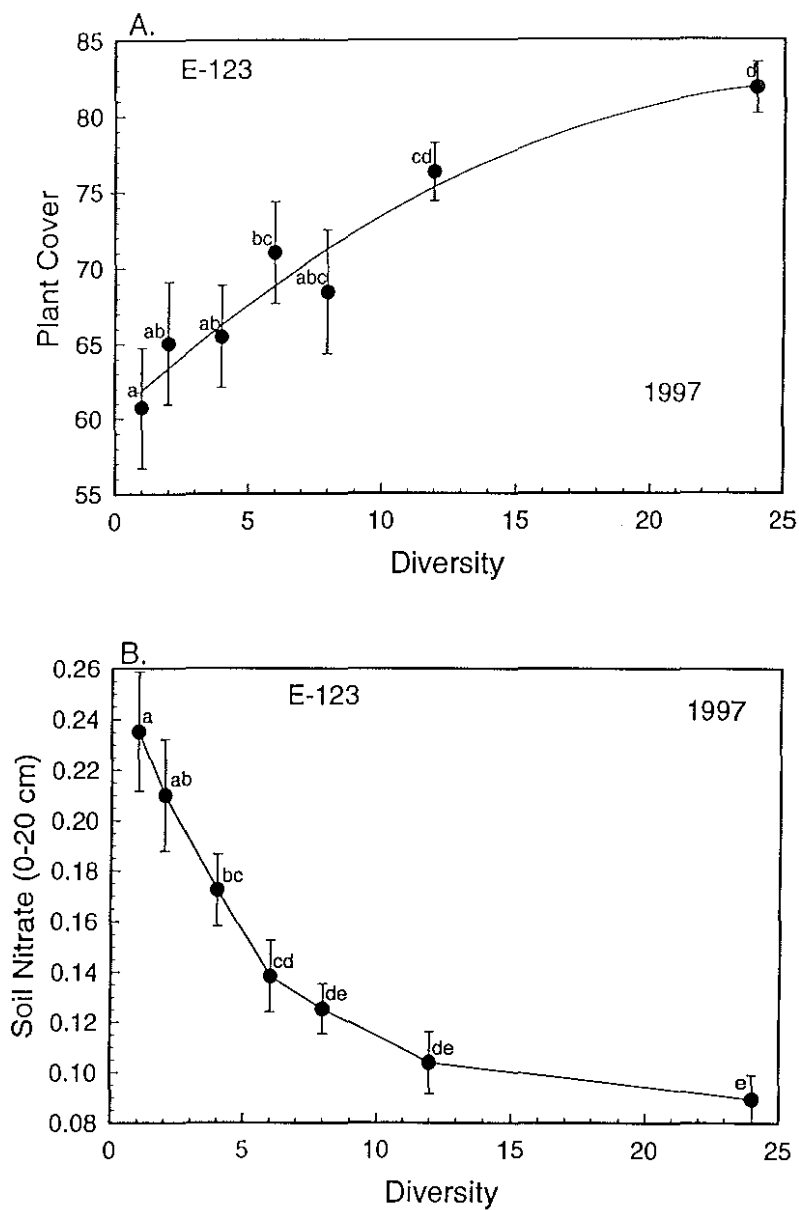 A.
E-123
85
80
75
70
65
60
55
Plant Cover
a
ab
ab
bc
abc
cd
d
1997
0 5 10 15 20 25
Diversity
B.
E-123
1997
0.26
0.24
0.22
0.20
0.18
0.16
0.14
0.12
0.10
0.08
Soil Nitrate (0-20 cm)
a
ab
bc
cd
de
de
e
0 5 10 15 20 25
Diversity